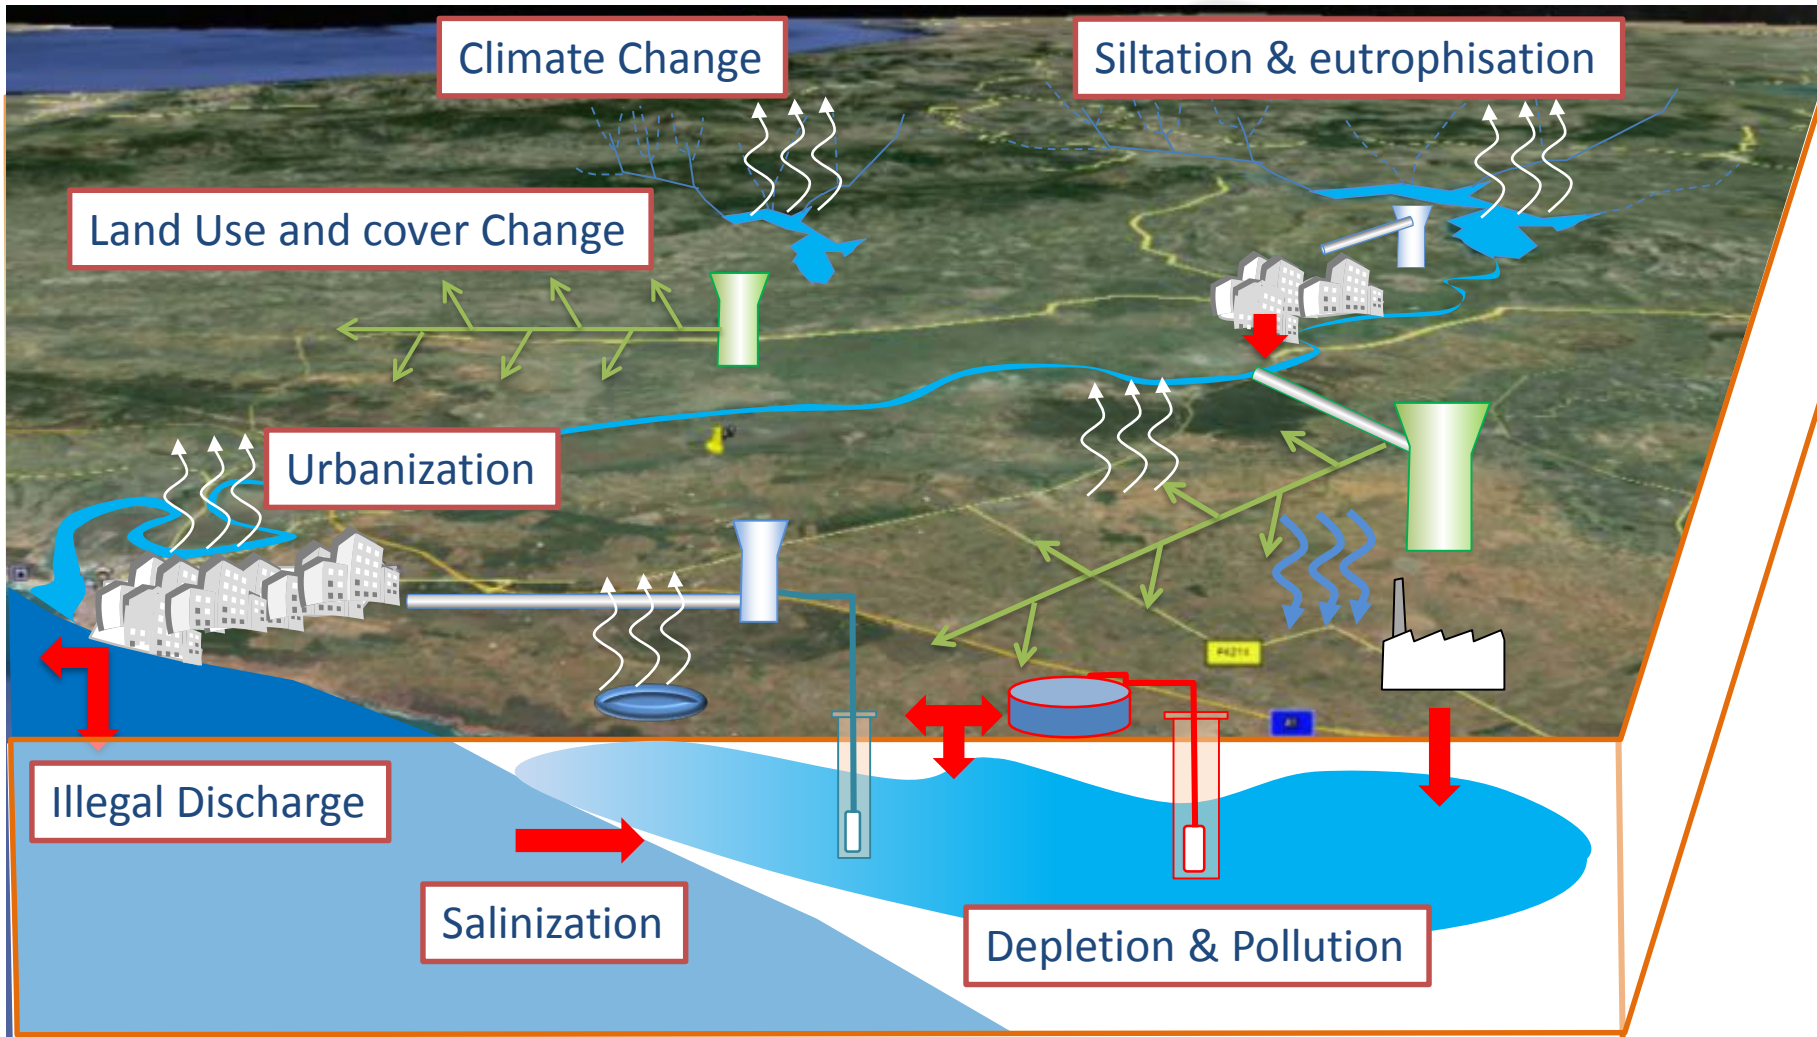 Climate Change
Siltation & eutrophisation
Land Use and cover Change
Urbanization
Illegal Discharge
Salinization
Depletion & Pollution